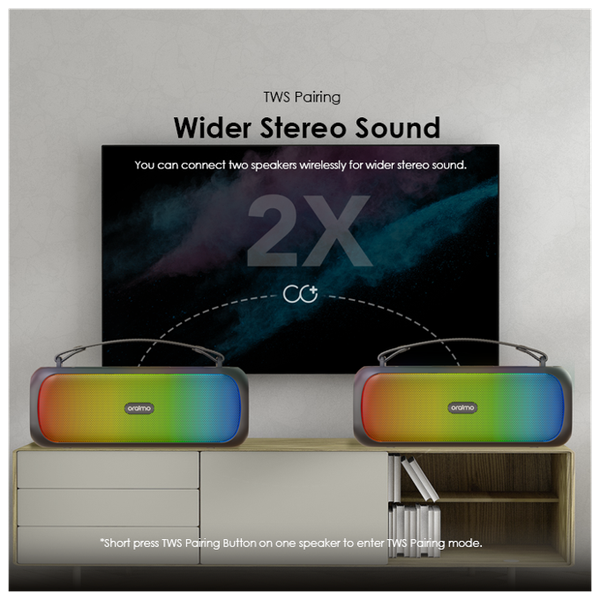 TWS Pairing
Wider Stereo Sound
You can connect two speakers wirelessly for wider stereo sound.
2X
oraimo
oraimo
*Short press TWS Pairing Button on one speaker to enter TWS Pairing mode.